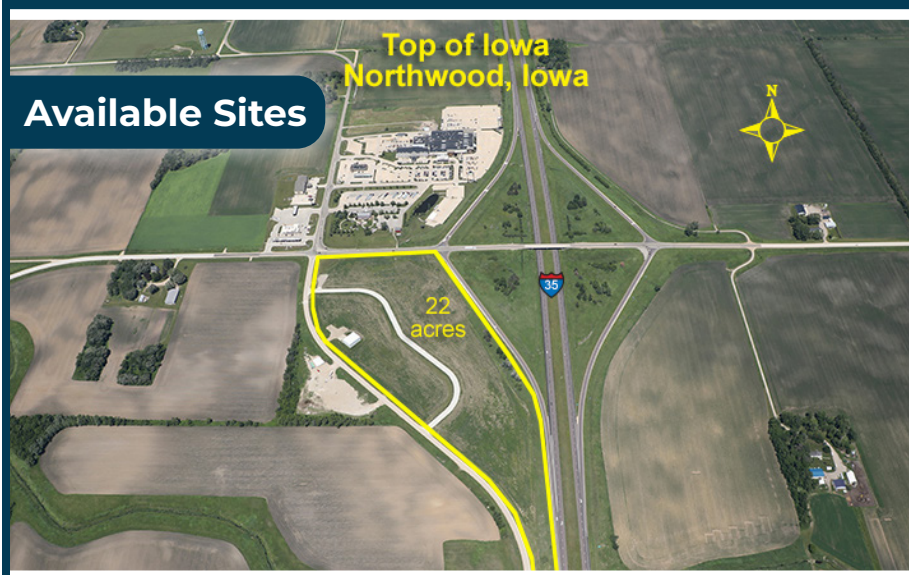 Top of Iowa
Northwood, Iowa
Available Sites
N
35
22
acres